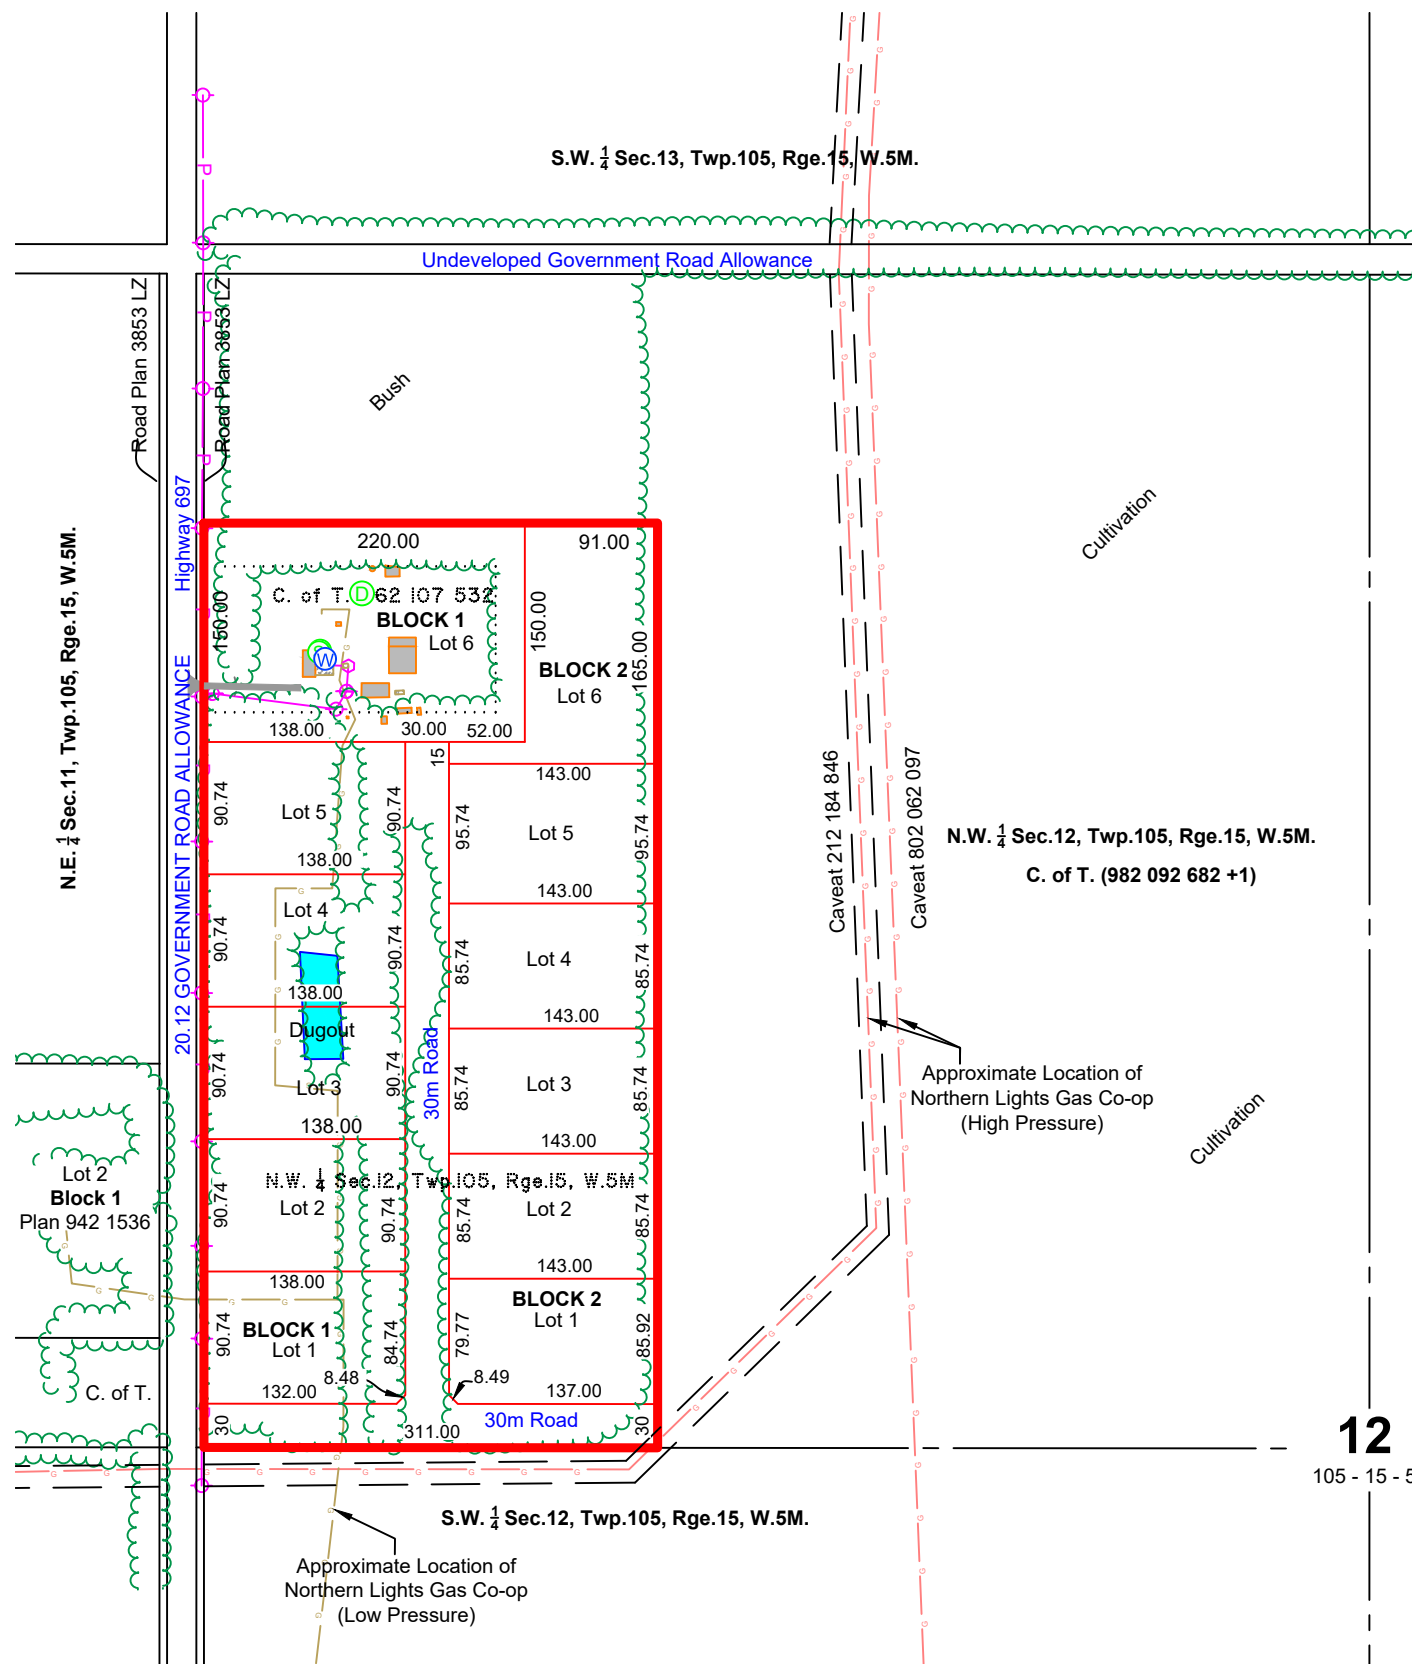 S.W. 1/4 Sec.13, Twp.105, Rge.15, W.5M.
Undeveloped Government Road Allowance
Road Plan 3853 LZ
Road Plan 3853 LZ
P
P
P
Bush
Highway 697
20.12 GOVERNMENT ROAD ALLOWANCE
N.E. 1/4 Sec.11, Twp.105, Rge.15, W.5M.
Cultivation
220.00
91.00
C. of T.
D
62 107 532
BLOCK 1
Lot 6
150.00
150.00
165.00
W
BLOCK 2
Lot 6
138.00
30.00
52.00
15
143.00
90.74
Lot 5
90.74
95.74
Lot 5
95.74
138.00
143.00
Lot 4
90.74
90.74
85.74
Lot 4
85.74
138.00
143.00
Dugout
90.74
Lot 3
90.74
30m Road
85.74
Lot 3
85.74
138.00
143.00
N.W. 1/4 Sec.12, Twp.105, Rge.15, W.5M
90.74
Lot 2
90.74
85.74
Lot 2
85.74
138.00
143.00
BLOCK 1
Lot 1
90.74
84.74
79.77
BLOCK 2
Lot 1
85.92
8.48
8.49
132.00
137.00
30
311.00
30m Road
30
Caveat 212 184 846
Caveat 802 062 097
N.W. 1/4 Sec.12, Twp.105, Rge.15, W.5M.
C. of T. (982 092 682 +1)
Approximate Location of
Northern Lights Gas Co-op
(High Pressure)
Cultivation
Lot 2
Block 1
Plan 942 1536
C. of T.
12
105 - 15 - 5
S.W. 1/4 Sec.12, Twp.105, Rge.15, W.5M.
Approximate Location of
Northern Lights Gas Co-op
(Low Pressure)